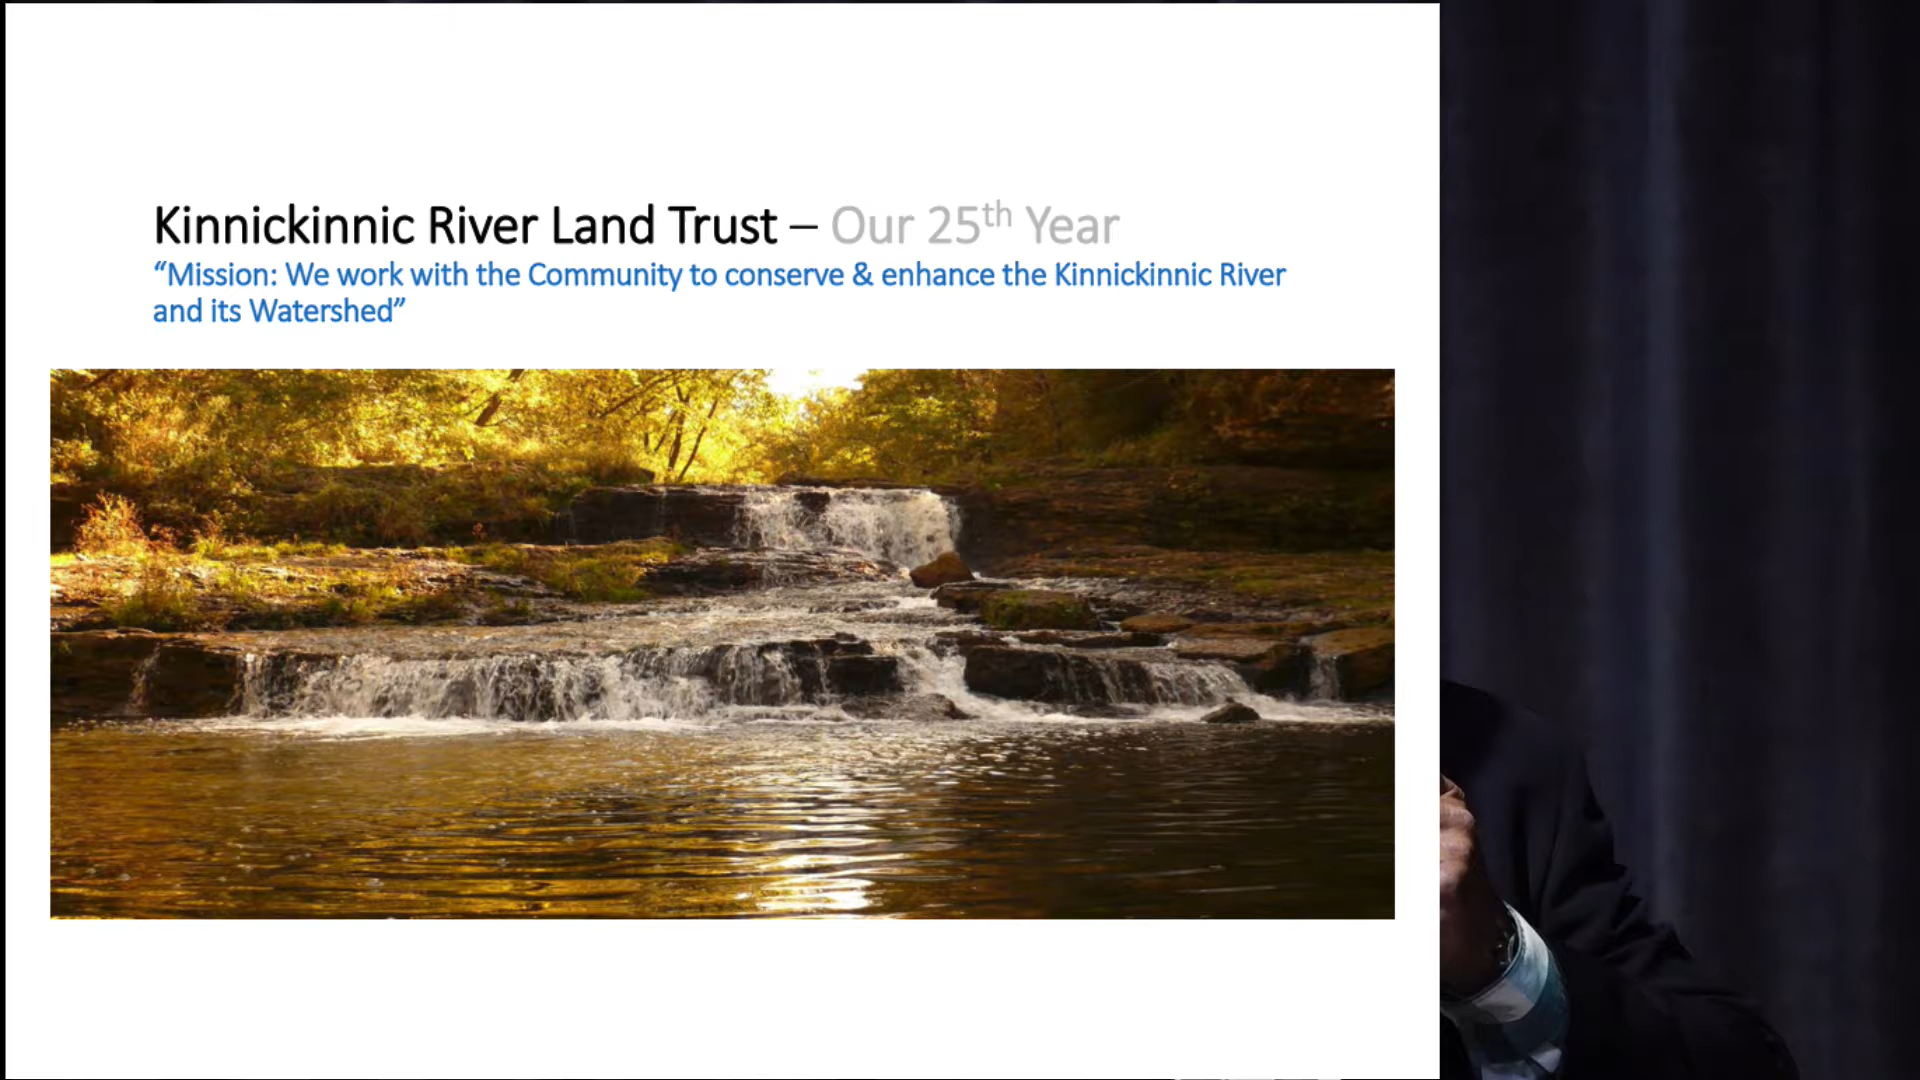 Kinnickinnic River Land Trust – Our 25th Year
“Mission: We work with the Community to conserve & enhance the Kinnickinnic River
and its Watershed”